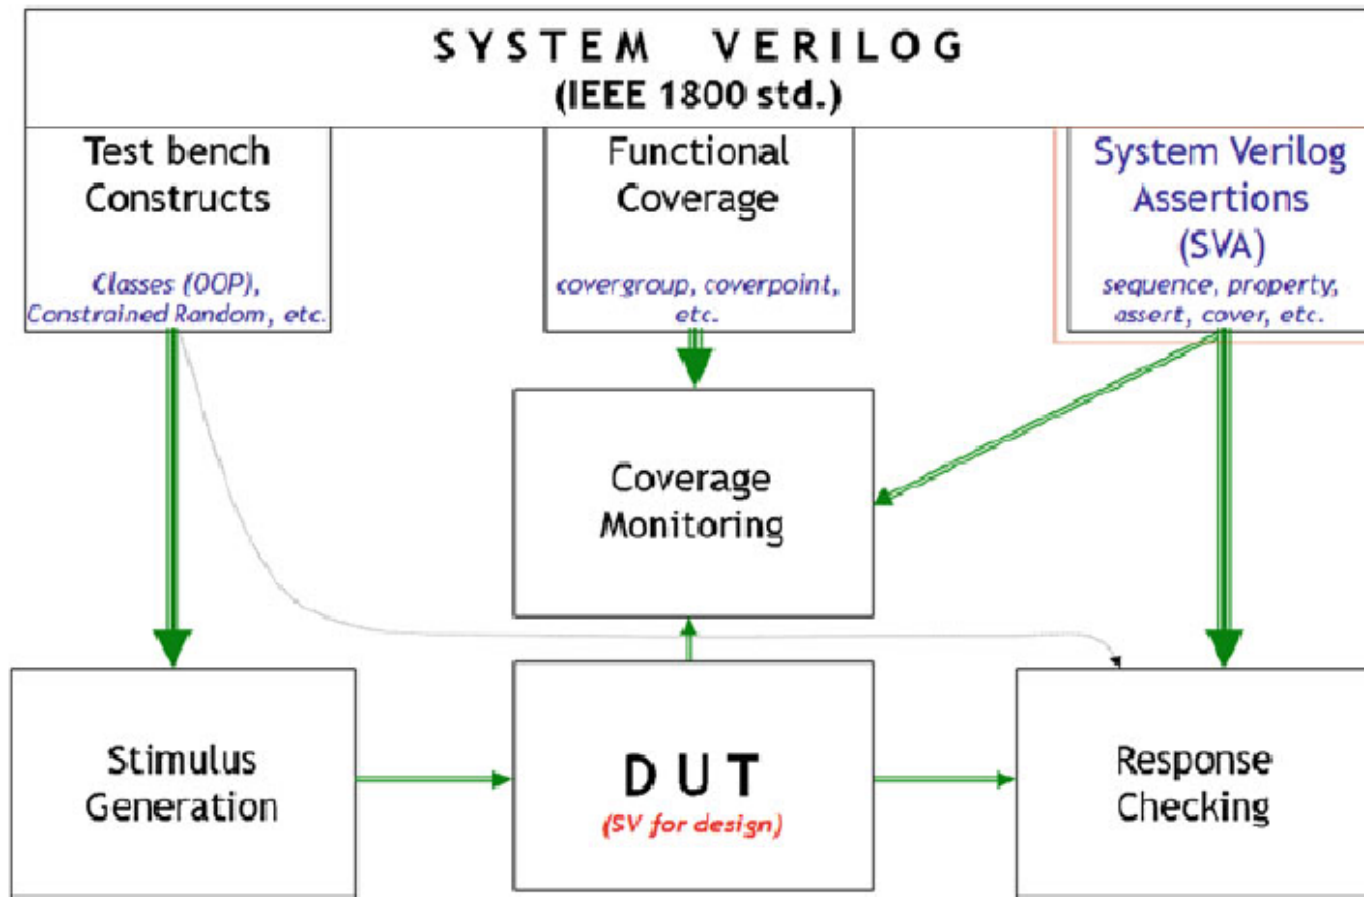 SYSTEM VERILOG
(IEEE 1800 std.)
Test bench
Constructs
Classes (OOP),
Constrained Random, etc.
Functional
Coverage
covergroup, coverpoint,
etc.
System Verilog
Assertions
(SVA)
sequence, property,
assert, cover, etc.
Coverage
Monitoring
Stimulus
Generation
DUT
(SV for design)
Response
Checking